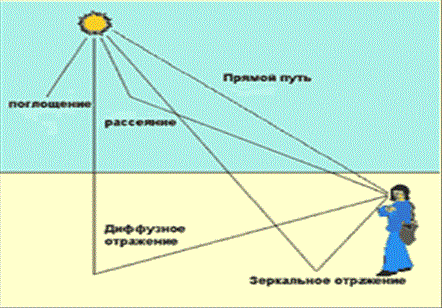 Прямой путь
поглощение
рассеяние
Диффузное
отражение
Зеркальное отражение